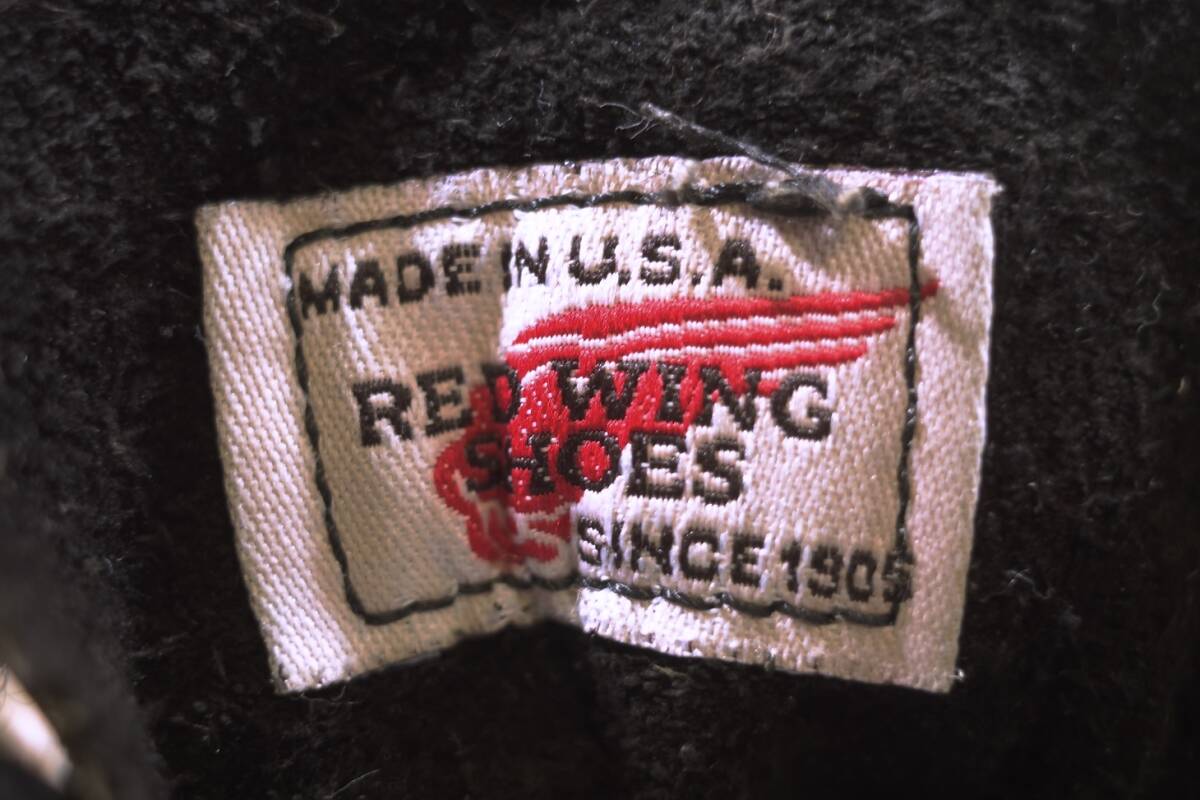 MADE IN U.S.A.
RED WING
SHOES
SINCE 1905